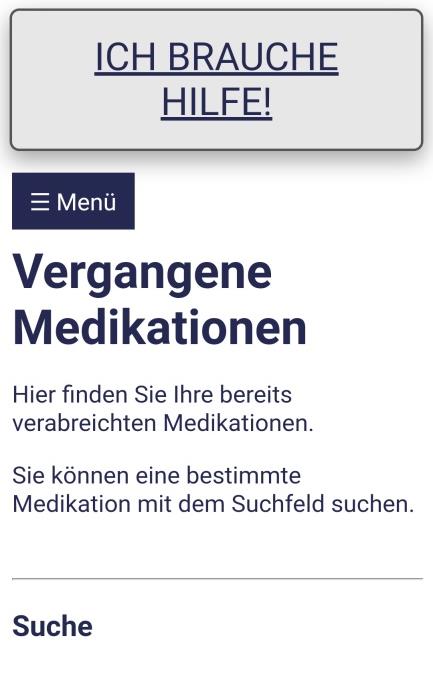 ICH BRAUCHE
HILFE!
☰ Menü
Vergangene
Medikationen
Hier finden Sie Ihre bereits
verabreichten Medikationen.
Sie können eine bestimmte
Medikation mit dem Suchfeld suchen.
Suche